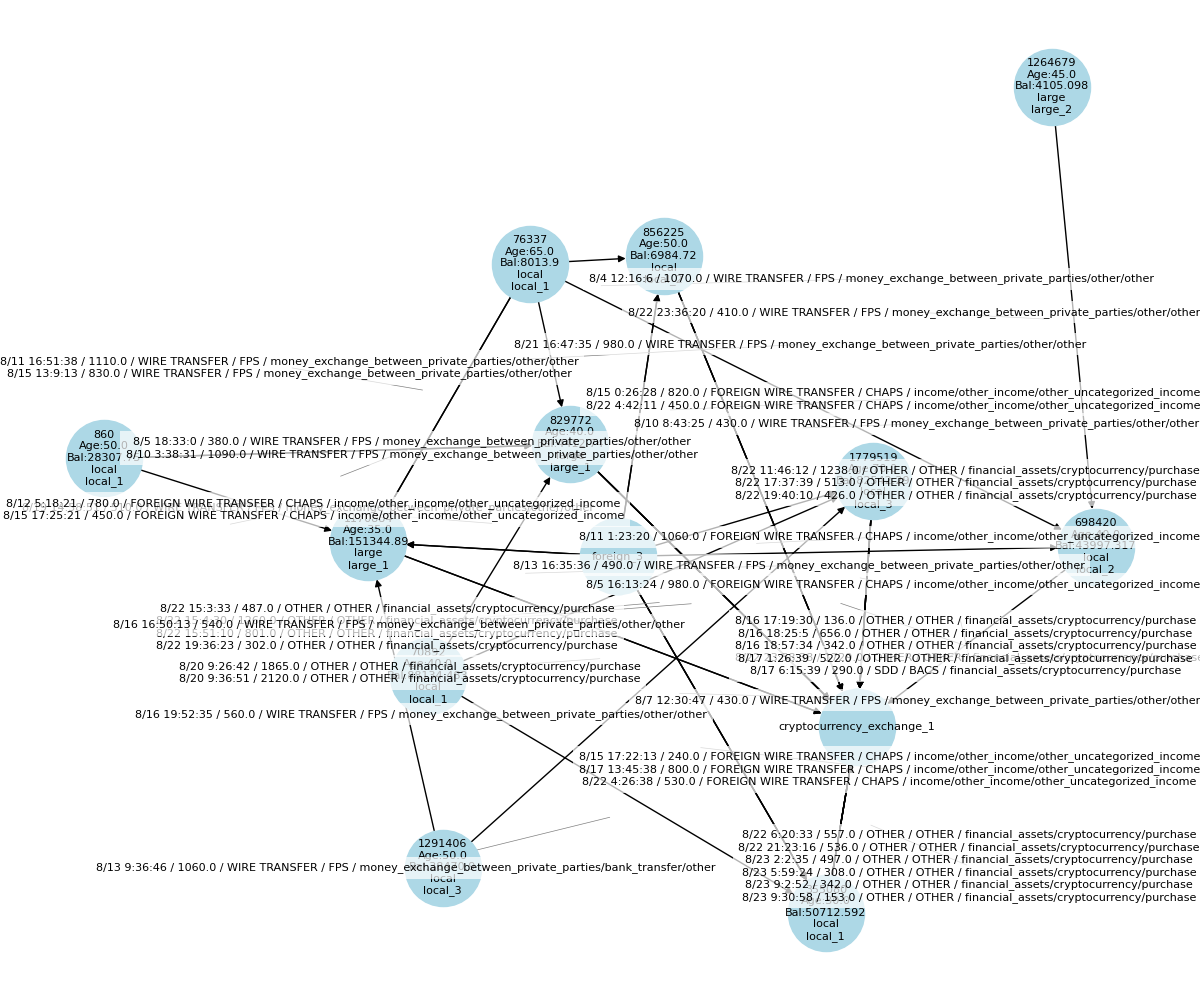 1264679
Age:45.0
Bal:4105.098
large
large_2
76337
Age:65.0
Bal:8013.9
local
local_1
856225
Age:50.0
Bal:6984.72
local
8/4 12:16:6 / 1070.0 / WIRE TRANSFER / FPS / money_exchange_between_private_parties/other/other
8/22 23:36:20 / 410.0 / WIRE TRANSFER / FPS / money_exchange_between_private_parties/other/other
8/21 16:47:35 / 980.0 / WIRE TRANSFER / FPS / money_exchange_between_private_parties/other/other
8/11 16:51:38 / 1110.0 / WIRE TRANSFER / FPS / money_exchange_between_private_parties/other/other
8/15 13:9:13 / 830.0 / WIRE TRANSFER / FPS / money_exchange_between_private_parties/other/other
8/15 0:26:28 / 820.0 / FOREIGN WIRE TRANSFER / CHAPS / income/other_income/other_uncategorized_income
8/22 4:42:11 / 450.0 / FOREIGN WIRE TRANSFER / CHAPS / income/other_income/other_uncategorized_income
8/10 8:43:25 / 430.0 / WIRE TRANSFER / FPS / money_exchange_between_private_parties/other/other
860
Age:50.0
Bal:28307
local
local_1
829772
Age:40.0
large_1
8/5 18:33:0 / 380.0 / WIRE TRANSFER / FPS / money_exchange_between_private_parties/other/other
8/10 3:38:31 / 1090.0 / WIRE TRANSFER / FPS / money_exchange_between_private_parties/other/other
1779519
local_3
8/22 11:46:12 / 1238.0 / OTHER / OTHER / financial_assets/cryptocurrency/purchase
8/22 17:37:39 / 513.0 / OTHER / OTHER / financial_assets/cryptocurrency/purchase
8/22 19:40:10 / 426.0 / OTHER / OTHER / financial_assets/cryptocurrency/purchase
8/12 5:18:21 / 780.0 / FOREIGN WIRE TRANSFER / CHAPS / income/other_income/other_uncategorized_income
8/15 17:25:21 / 450.0 / FOREIGN WIRE TRANSFER / CHAPS / income/other_income/other_uncategorized_income
Age:35.0
Bal:151344.89
large
large_1
698420
Bal:43997.317
local
local_2
8/11 1:23:20 / 1060.0 / FOREIGN WIRE TRANSFER / CHAPS / income/other_income/other_uncategorized_income
foreign_3
8/13 16:35:36 / 490.0 / WIRE TRANSFER / FPS / money_exchange_between_private_parties/other/other
8/5 16:13:24 / 980.0 / FOREIGN WIRE TRANSFER / CHAPS / income/other_income/other_uncategorized_income
8/22 15:3:33 / 487.0 / OTHER / OTHER / financial_assets/cryptocurrency/purchase
8/16 16:50:13 / 540.0 / WIRE TRANSFER / FPS / money_exchange_between_private_parties/other/other
8/22 15:51:10 / 801.0 / OTHER / OTHER / financial_assets/cryptocurrency/purchase
8/22 19:36:23 / 302.0 / OTHER / OTHER / financial_assets/cryptocurrency/purchase
8/20 9:26:42 / 1865.0 / OTHER / OTHER / financial_assets/cryptocurrency/purchase
8/20 9:36:51 / 2120.0 / OTHER / OTHER / financial_assets/cryptocurrency/purchase
local
local_1
8/16 19:52:35 / 560.0 / WIRE TRANSFER / FPS / money_exchange_between_private_parties/other/other
8/16 17:19:30 / 136.0 / OTHER / OTHER / financial_assets/cryptocurrency/purchase
8/16 18:25:5 / 656.0 / OTHER / OTHER / financial_assets/cryptocurrency/purchase
8/16 18:57:34 / 342.0 / OTHER / OTHER / financial_assets/cryptocurrency/purchase
8/17 1:26:39 / 522.0 / OTHER / OTHER / financial_assets/cryptocurrency/purchase
8/17 6:15:39 / 290.0 / SDD / BACS / financial_assets/cryptocurrency/purchase
8/7 12:30:47 / 430.0 / WIRE TRANSFER / FPS / money_exchange_between_private_parties/other/other
cryptocurrency_exchange_1
8/15 17:22:13 / 240.0 / FOREIGN WIRE TRANSFER / CHAPS / income/other_income/other_uncategorized_income
8/17 13:45:38 / 800.0 / FOREIGN WIRE TRANSFER / CHAPS / income/other_income/other_uncategorized_income
8/22 4:26:38 / 530.0 / FOREIGN WIRE TRANSFER / CHAPS / income/other_income/other_uncategorized_income
1291406
Age:50.0
8/13 9:36:46 / 1060.0 / WIRE TRANSFER / FPS / money_exchange_between_private_parties/bank_transfer/other
local
local_3
8/22 6:20:33 / 557.0 / OTHER / OTHER / financial_assets/cryptocurrency/purchase
8/22 21:23:16 / 536.0 / OTHER / OTHER / financial_assets/cryptocurrency/purchase
8/23 2:2:35 / 497.0 / OTHER / OTHER / financial_assets/cryptocurrency/purchase
8/23 5:59:24 / 308.0 / OTHER / OTHER / financial_assets/cryptocurrency/purchase
8/23 9:2:52 / 342.0 / OTHER / OTHER / financial_assets/cryptocurrency/purchase
8/23 9:30:58 / 153.0 / OTHER / OTHER / financial_assets/cryptocurrency/purchase
Bal:50712.592
local
local_1